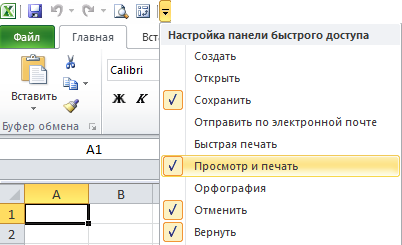 Файл
Главная
Вст
Вставить
Calibri
Ж К
Буфер обмена
A1
A B
1
2
Настройка панели быстрого доступа
Создать
Открыть
Сохранить
Отправить по электронной почте
Быстрая печать
Просмотр и печать
Орфография
Отменить
Вернуть